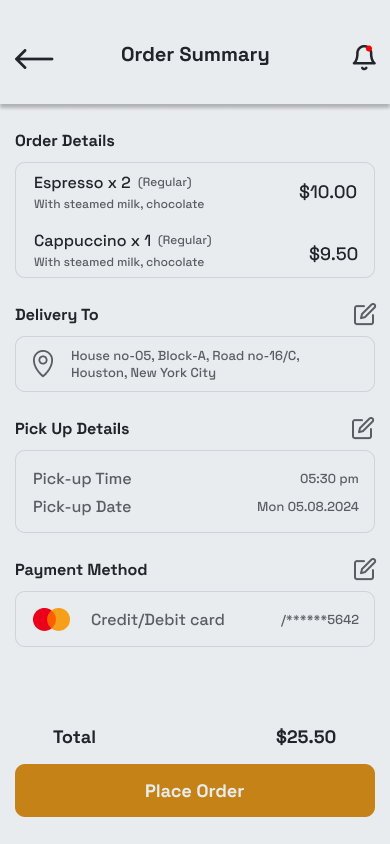 Order Summary
Order Details
Espresso x 2 (Regular)
With steamed milk, chocolate
$10.00
Cappuccino x 1 (Regular)
With steamed milk, chocolate
$9.50
Delivery To
House no-05, Block-A, Road no-16/C,
Houston, New York City
Pick Up Details
Pick-up Time 05:30 pm
Pick-up Date Mon 05.08.2024
Payment Method
Credit/Debit card /******5642
Total $25.50
Place Order